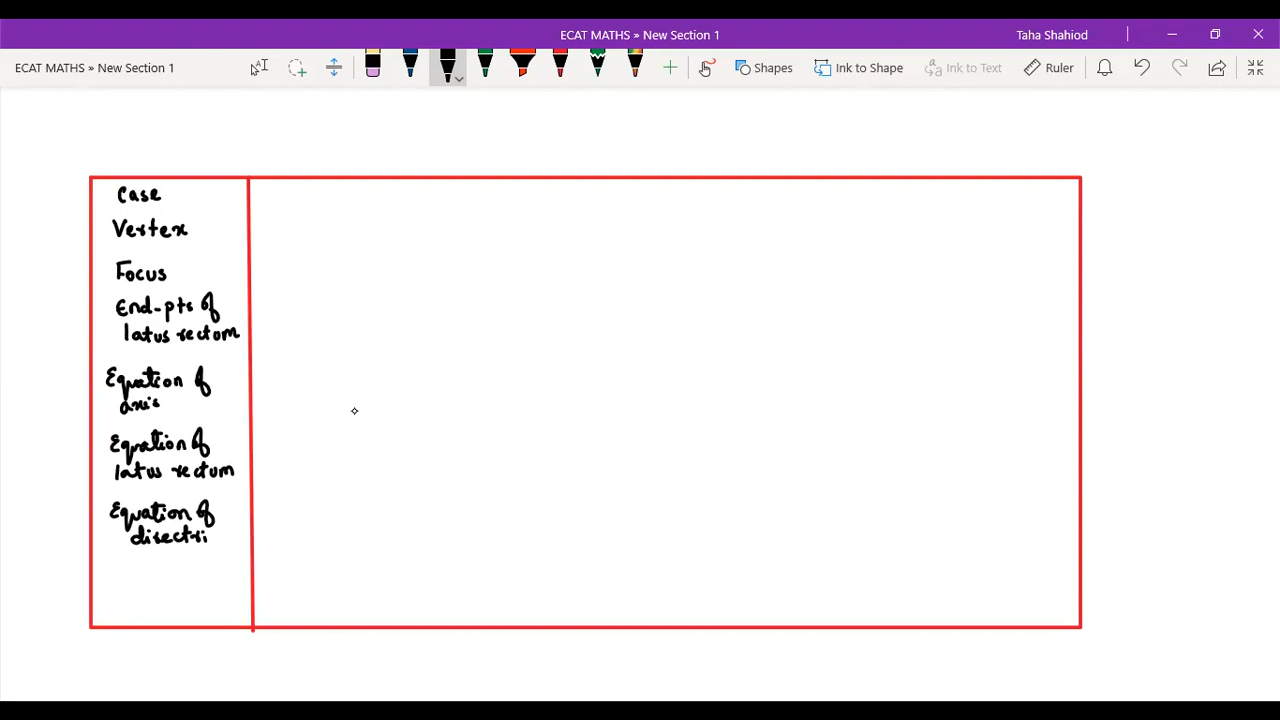 ECAT MATHS » New Section 1
Taha Shahiod
ECAT MATHS » New Section 1
Shapes
Ink to Shape
Ink to Text
Ruler
Case
Vertex
Focus
End-pts of
latus rectum
Equation of
axis
Equation of
latus rectum
Equation of
directri